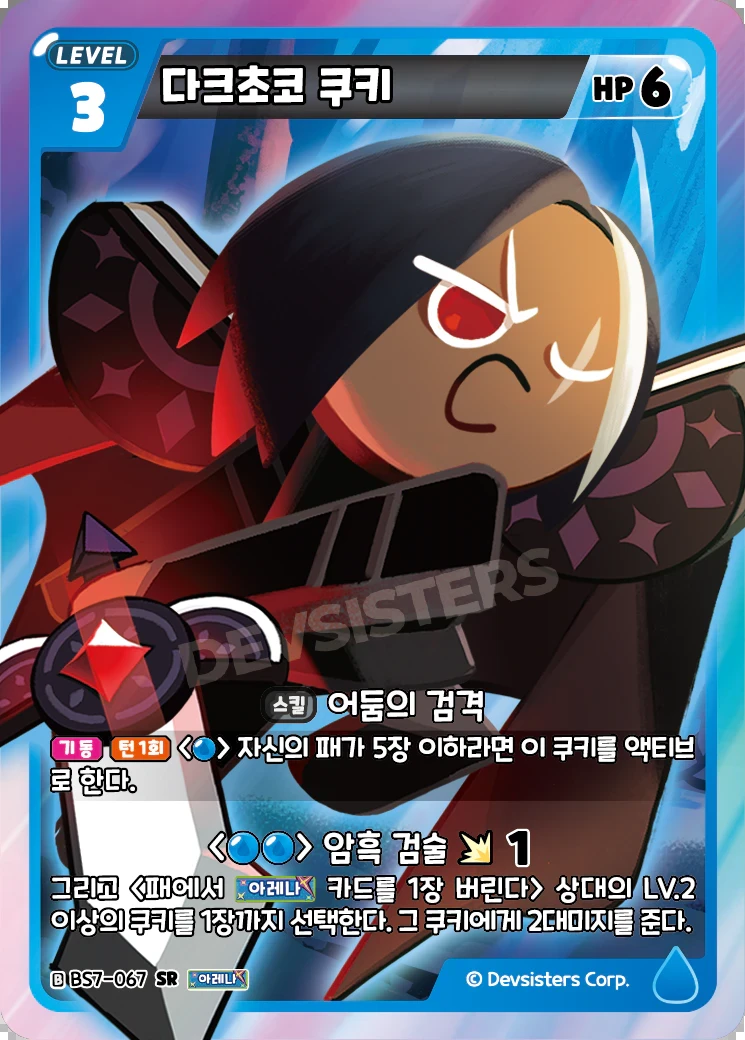 LEVEL
3
다크초코 쿠키
HP 6
DEVSISTERS
스킬 어둠의 검격
기동 턴 1회 < > 자신의 패가 5장 이하라면 이 쿠키를 액티브
로 한다.
< > 암흑 검술 1
그리고 <패에서 아레나 카드를 1장 버린다> 상대의 LV.2
이상의 쿠키를 1장까지 선택한다. 그 쿠키에게 2대미지를 준다.
B BS7-067 SR 아레나
© Devsisters Corp.